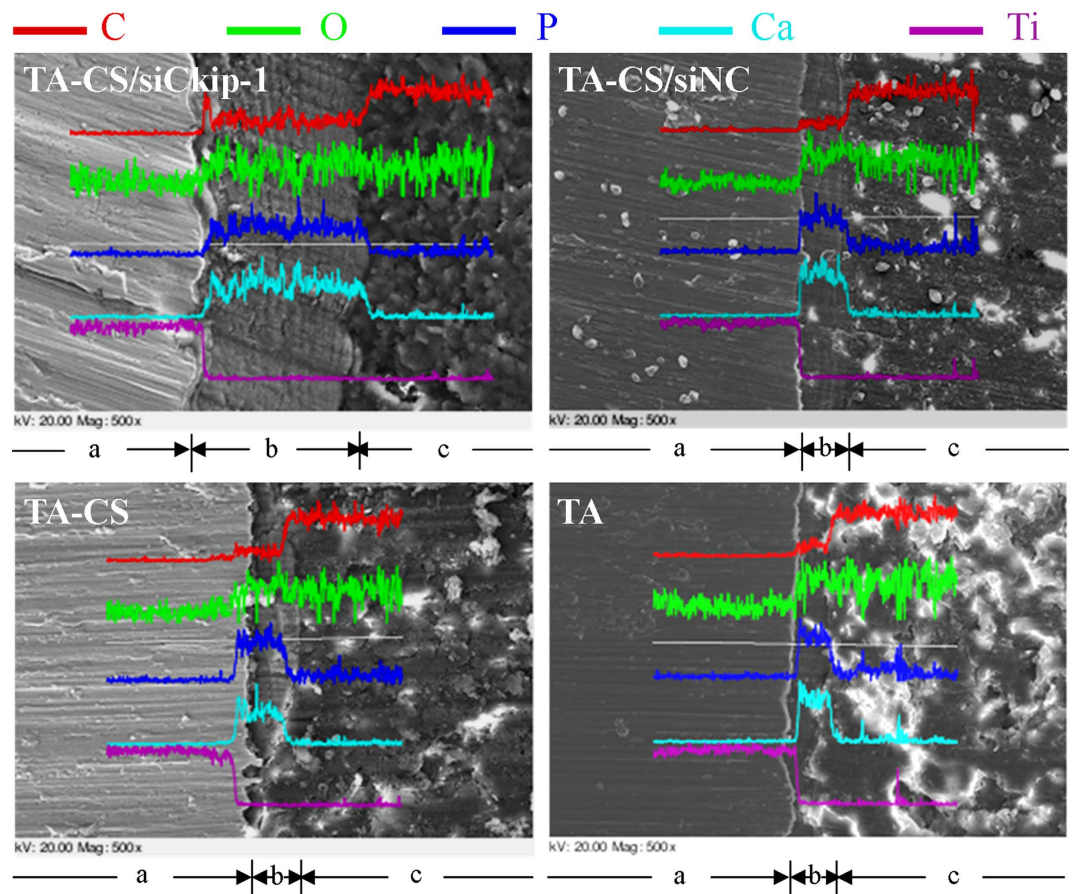 C O P Ca Ti
TA-CS/siCkip-1
TA-CS/siNC
kV: 20.00 Mag: 500x
kV: 20.00 Mag: 500x
a b c
a b c
TA-CS
TA
kV: 20.00 Mag: 500x
kV: 20.00 Mag: 500x
a b c
a b c